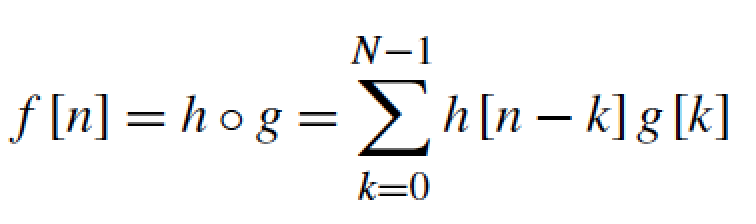 f[n] = h ∘ g = ∑_{k=0}^{N−1} h[n − k] g[k]